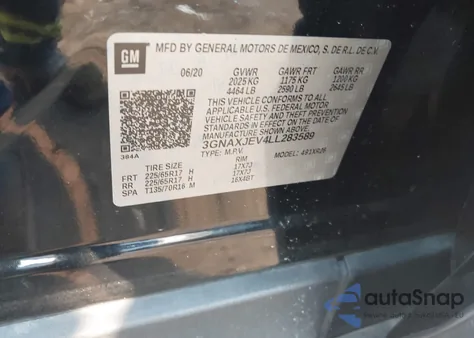 GM
MFD BY GENERAL MOTORS DE MEXICO, S. DE R.L. DE C.V.
06/20 GVWR GAWR FRT GAWR RR
2025 KG 1175 KG 1200 KG
4464 LB 2590 LB 2645 LB
THIS VEHICLE CONFORMS TO ALL
APPLICABLE U.S. FEDERAL MOTOR
VEHICLE SAFETY AND THEFT PREVENTION
STANDARDS IN EFFECT ON THE DATE OF
MANUFACTURE SHOWN ABOVE.
3GNAXJEV4LL283589
TYPE: M.P.V. MODEL: 4X1XR26
384A
TIRE SIZE RIM
FRT 225/65R17 H 17X7J
RR 225/65R17 H 17X7J
SPA T135/70R16 M 16X4BT
autaSnap